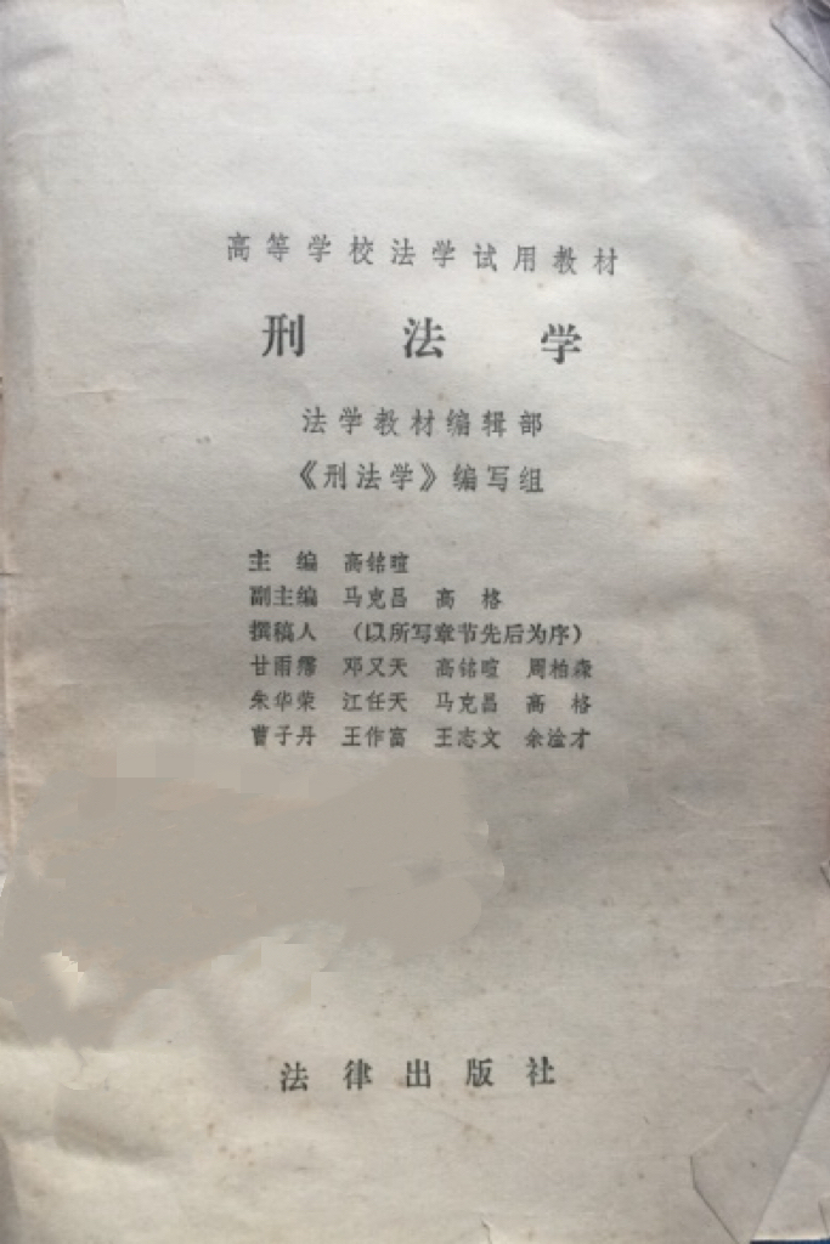 高等学校法学试用教材
刑法学
法学教材编辑部
《刑法学》编写组
主编 高铭暄
副主编 马克昌 高格
撰稿人 （以所写章节先后为序）
甘雨霈 邓又天 高铭暄 周柏森
朱华荣 江任天 马克昌 高格
曹子丹 王作富 王志文 余淦才
法律出版社